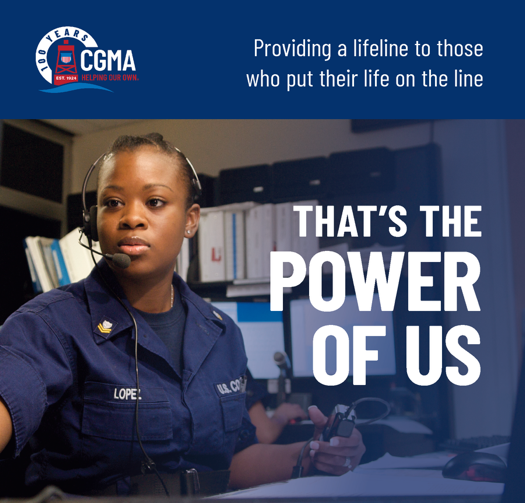 100 YEARS
CGMA
EST. 1924
HELPING OUR OWN.
Providing a lifeline to those
who put their life on the line
THAT'S THE
POWER
OF US
LOPEZ
U.S. CO